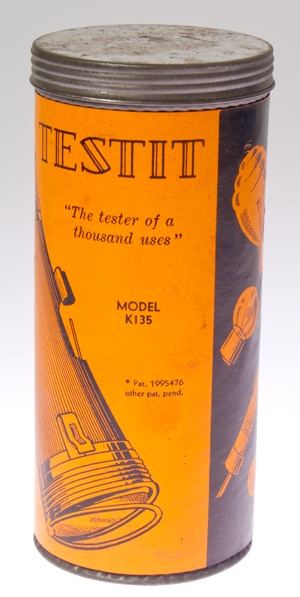 TESTIT
"The tester of a
thousand uses"
MODEL
K135
* Pat. 1995476
other pat. pend.